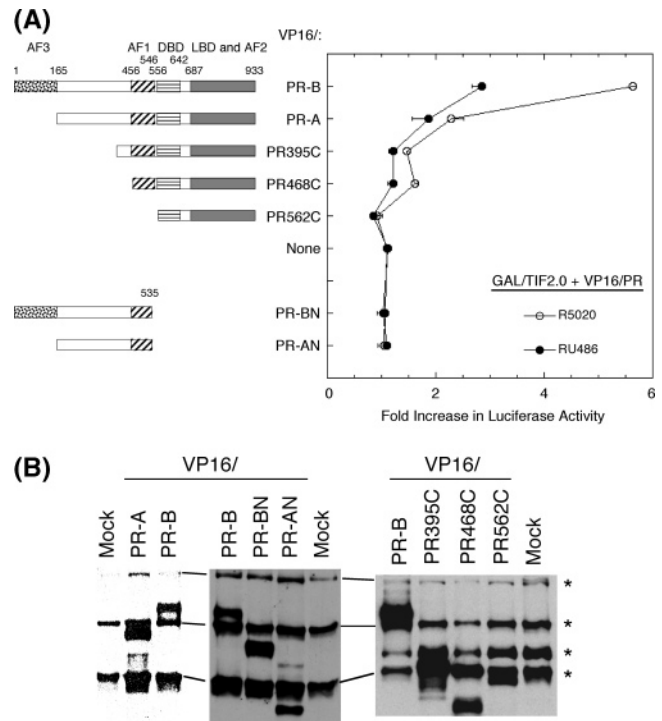 (A)
VP16/:
AF3 AF1 DBD LBD and AF2
546 642
1 165 456 556 687 933
PR-B
PR-A
PR395C
PR468C
PR562C
None
535
PR-BN
PR-AN
GAL/TIF2.0 + VP16/PR
R5020
RU486
0 2 4 6
Fold Increase in Luciferase Activity
(B)
VP16/ VP16/
Mock PR-A PR-B PR-B PR-BN PR-AN Mock PR-B PR395C PR468C PR562C Mock
*
*
*
*